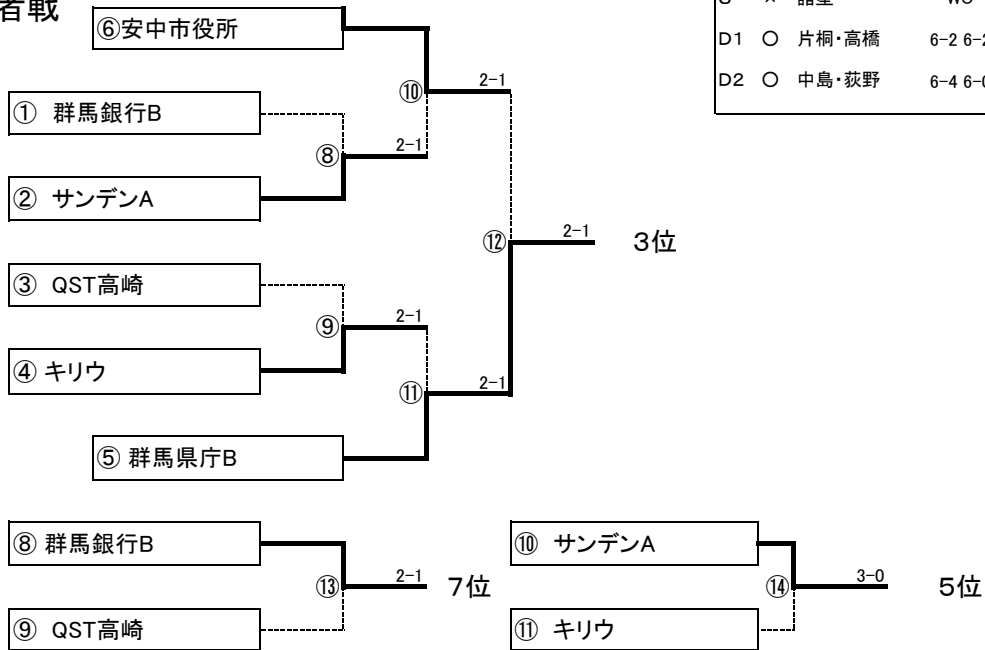 者戦
⑥安中市役所
WO
D1 ○ 片桐・高橋 6-2 6-2
D2 ○ 中島・荻野 6-4 6-0
⑩ 2-1
① 群馬銀行B
⑧ 2-1
② サンデンA
⑫ 2-1 3位
③ QST高崎
⑨ 2-1
④ キリウ
⑪ 2-1
⑤ 群馬県庁B
⑧ 群馬銀行B
⑬ 2-1 7位
⑨ QST高崎
⑩ サンデンA
⑭ 3-0 5位
⑪ キリウ